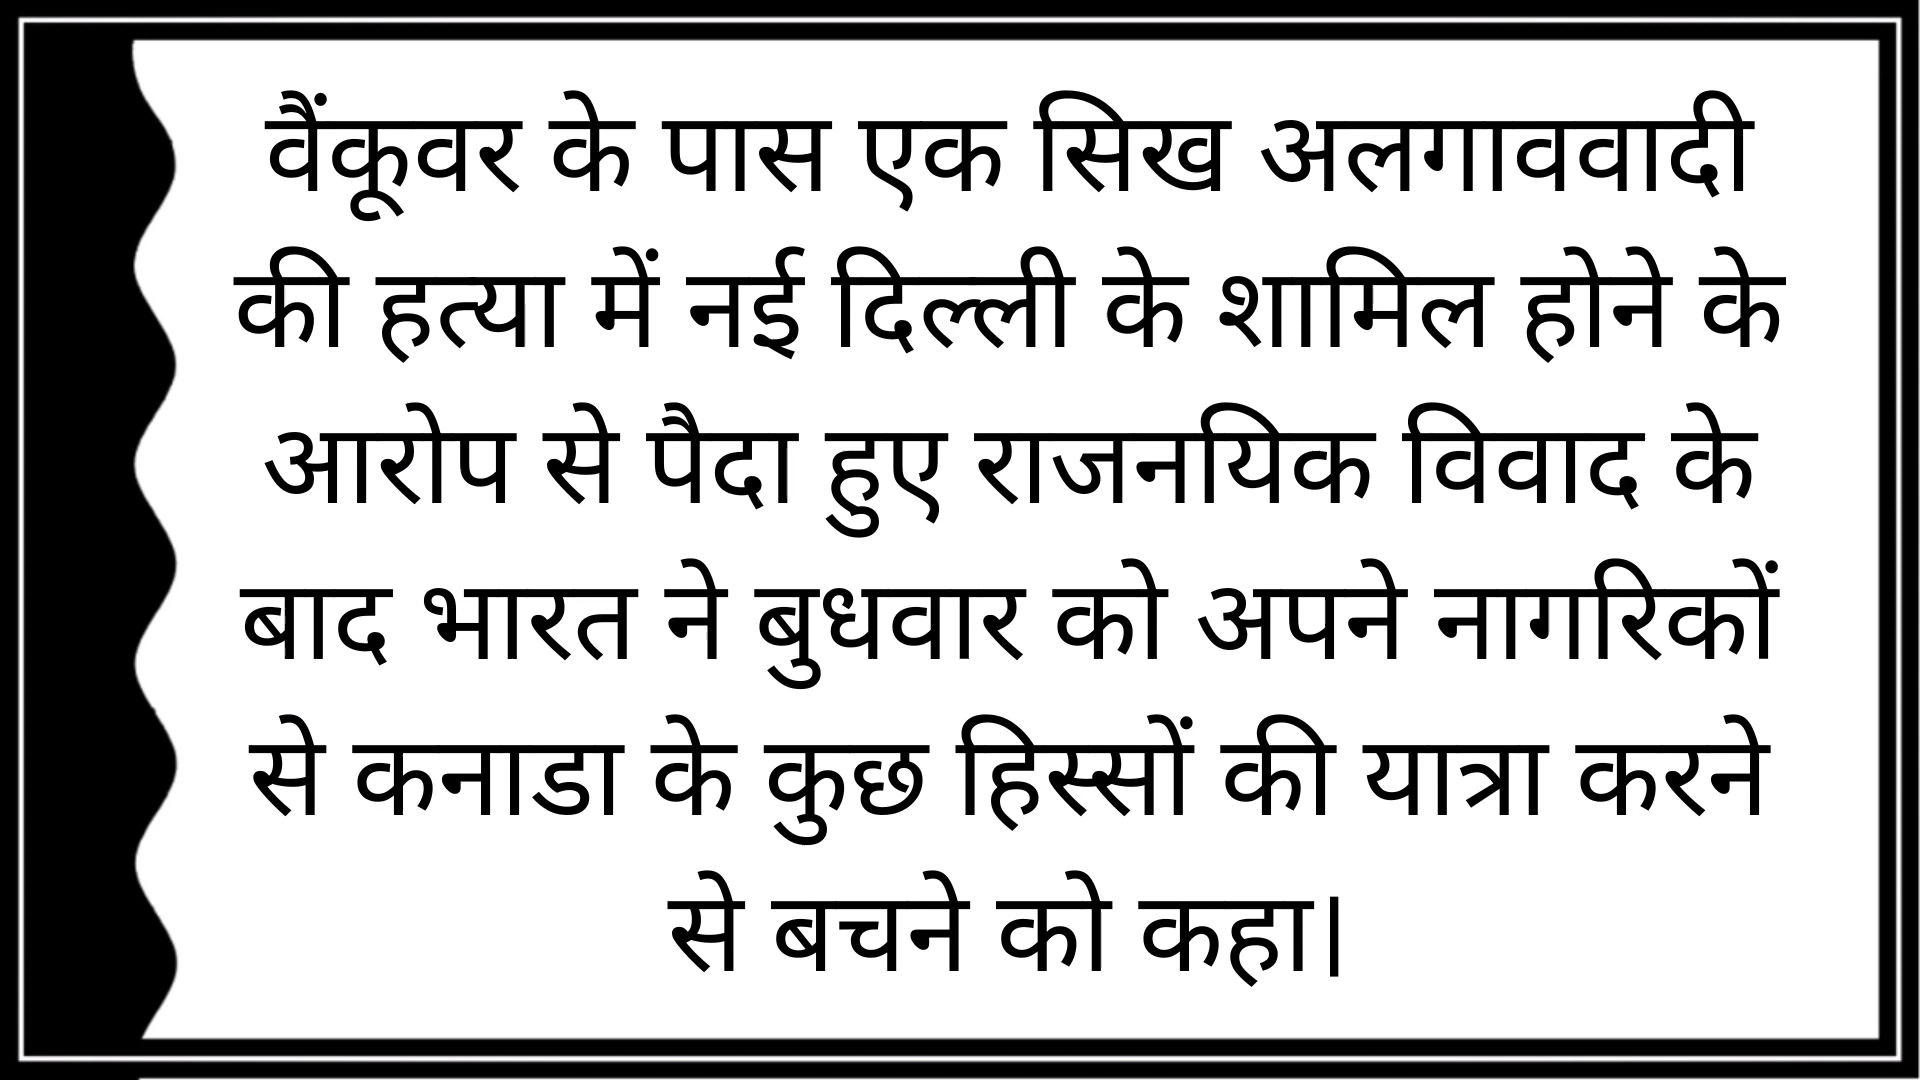 वैंकूवर के पास एक सिख अलगाववादी
की हत्या में नई दिल्ली के शामिल होने के
आरोप से पैदा हुए राजनयिक विवाद के
बाद भारत ने बुधवार को अपने नागरिकों
से कनाडा के कुछ हिस्सों की यात्रा करने
से बचने को कहा।